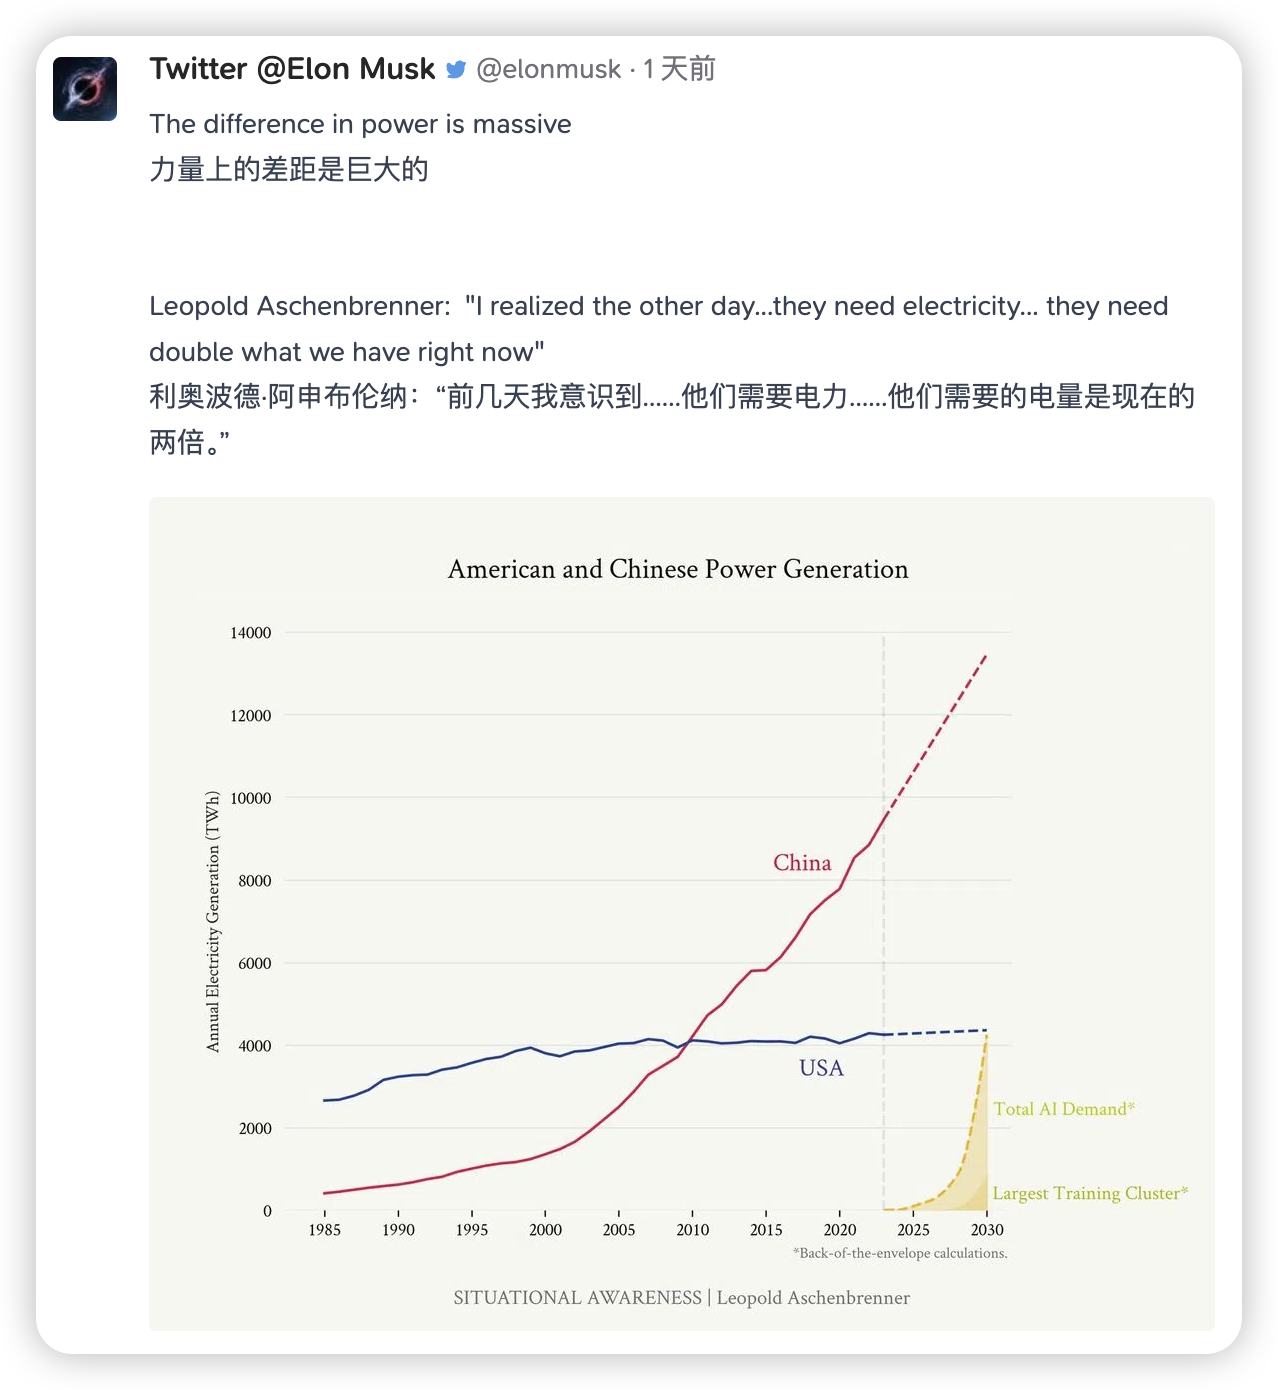 Twitter @Elon Musk @elonmusk · 1 天前
The difference in power is massive
力量上的差距是巨大的
Leopold Aschenbrenner:  "I realized the other day...they need electricity... they need
double what we have right now"
利奥波德·阿申布伦纳：“前几天我意识到……他们需要电力……他们需要的电量是现在的
两倍。”
American and Chinese Power Generation
Annual Electricity Generation (TWh)
14000
12000
10000
8000
6000
4000
2000
0
China
USA
Total AI Demand*
Largest Training Cluster*
1985 1990 1995 2000 2005 2010 2015 2020 2025 2030
*Back-of-the-envelope calculations.
SITUATIONAL AWARENESS | Leopold Aschenbrenner